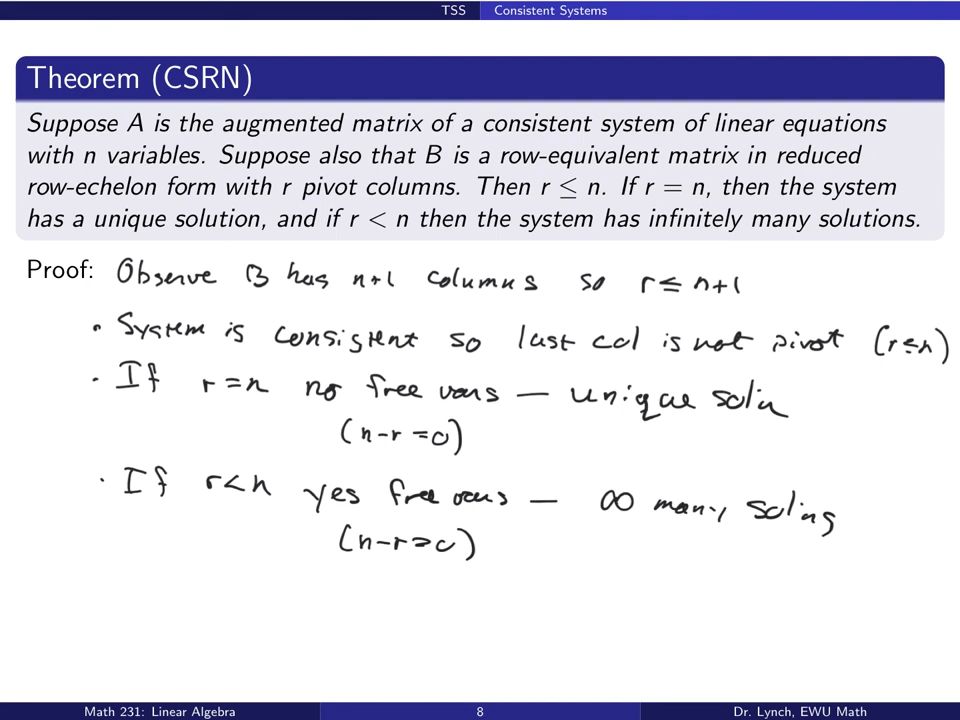 TSS Consistent Systems
Theorem (CSRN)
Suppose A is the augmented matrix of a consistent system of linear equations
with n variables. Suppose also that B is a row-equivalent matrix in reduced
row-echelon form with r pivot columns. Then r ≤ n. If r = n, then the system
has a unique solution, and if r < n then the system has infinitely many solutions.
Proof: Observe B has n+1 columns so r ≤ n+1
• System is consistent so last col is not pivot (r≤n)
• If r=n no free vars — unique soln
(n-r=0)
• If r<n yes free vars — ∞ many solns
(n-r>0)
Math 231: Linear Algebra 8 Dr. Lynch, EWU Math